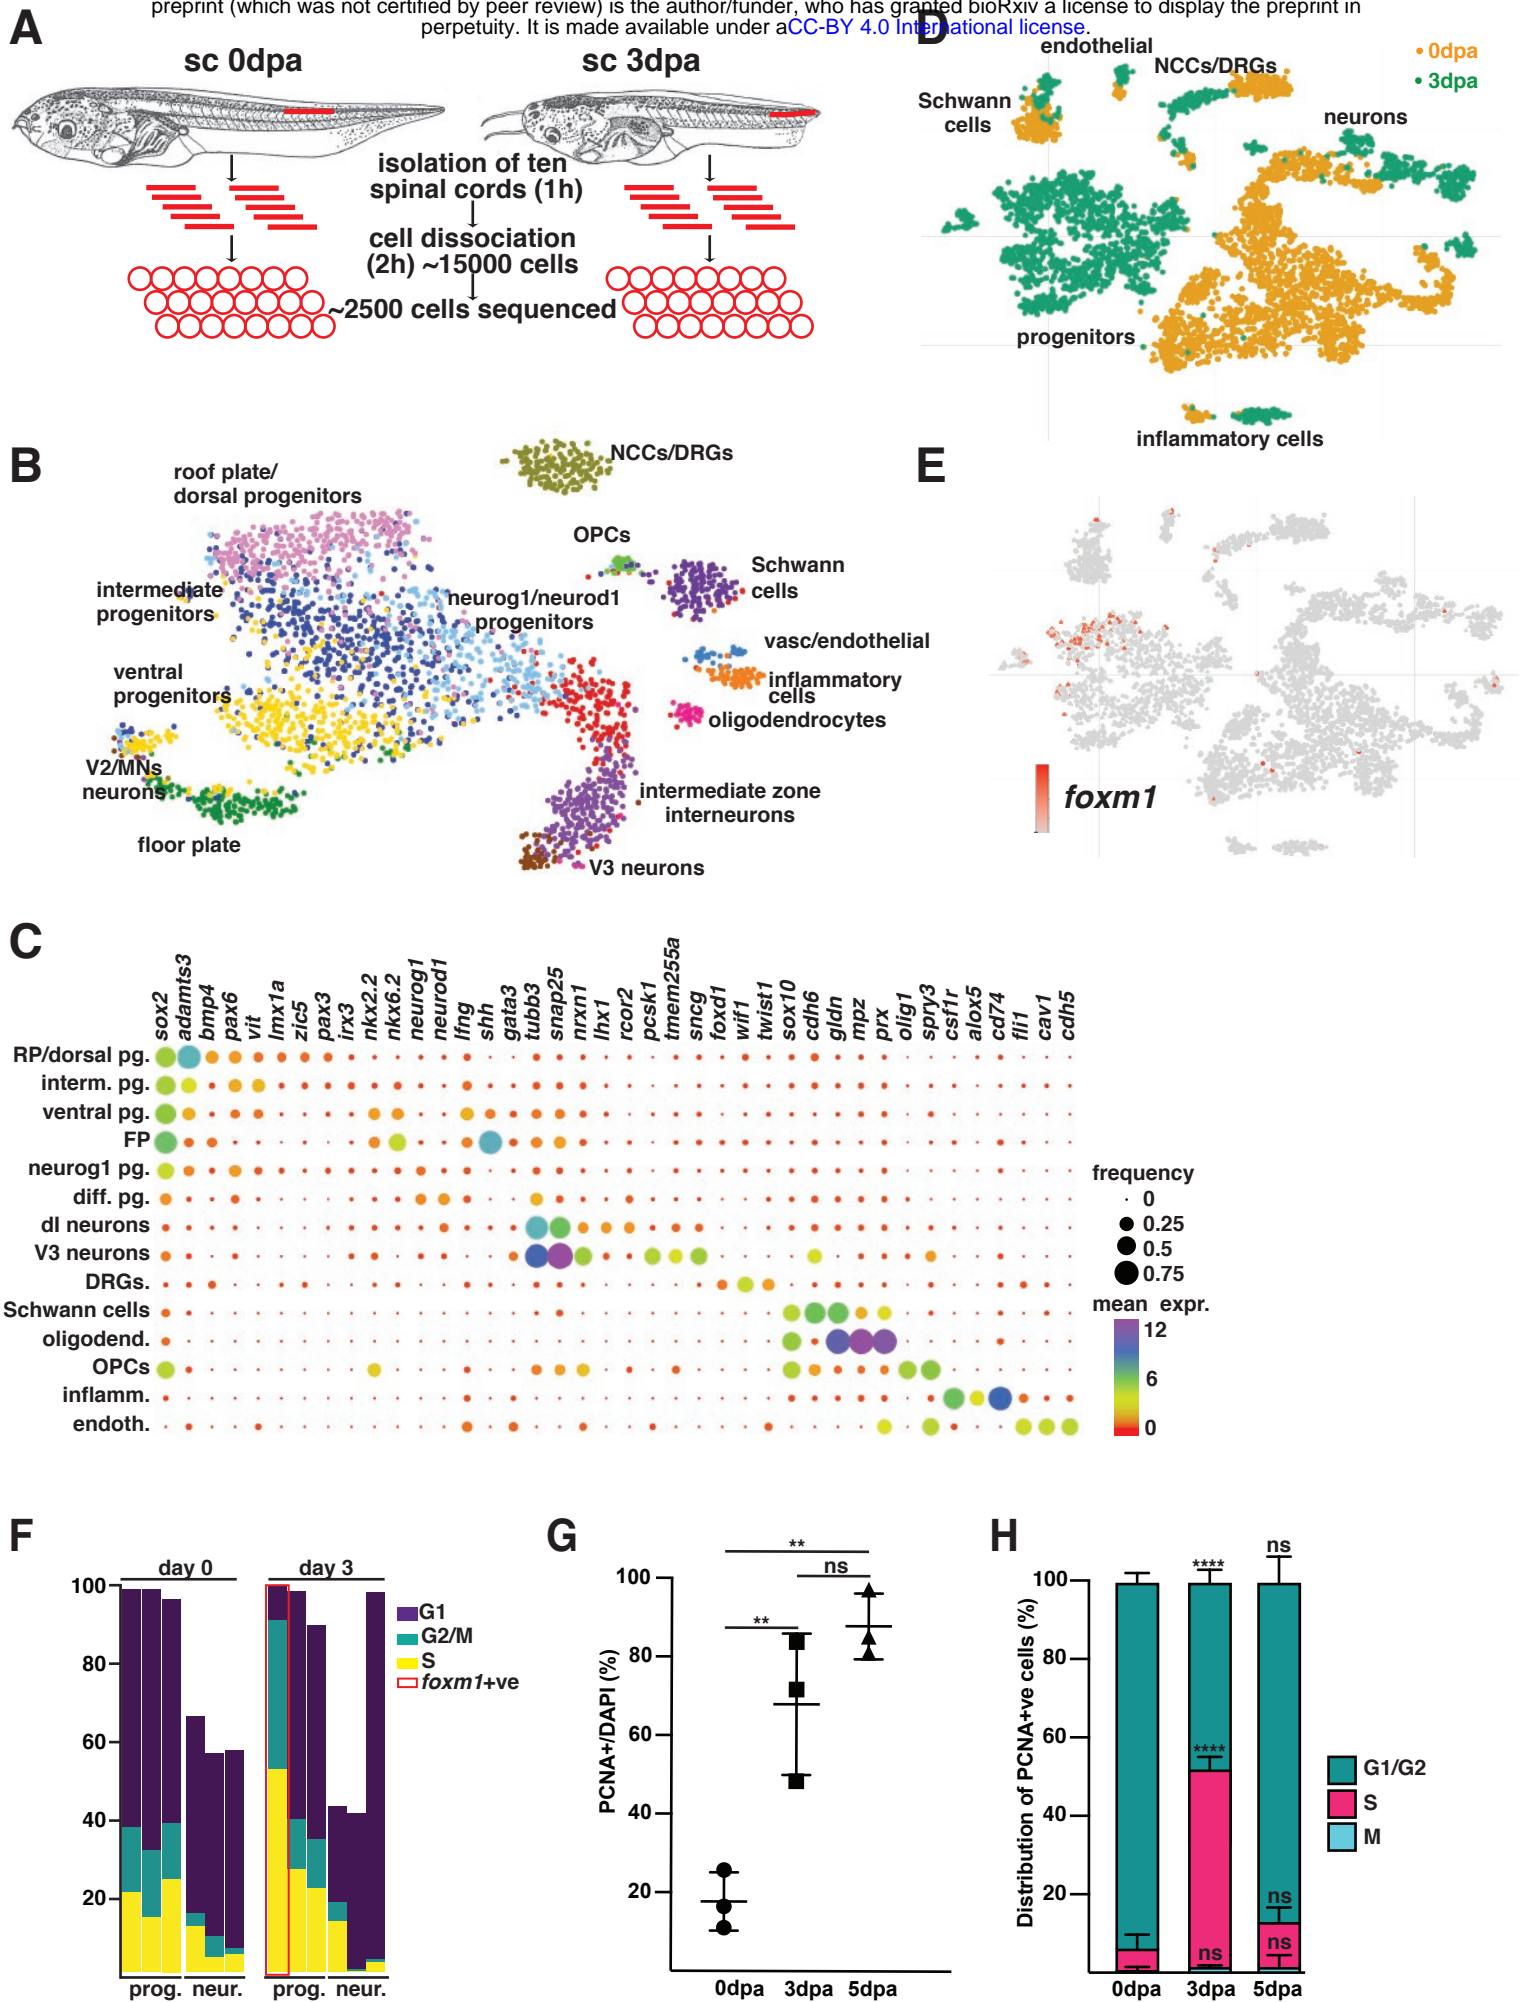 preprint (which was not certified by peer review) is the author/funder, who has granted bioRxiv a license to display the preprint in
perpetuity. It is made available under aCC-BY 4.0 International license.
A
sc 0dpa
sc 3dpa
isolation of ten
spinal cords (1h)
cell dissociation
(2h) ~15000 cells
~2500 cells sequenced
D
endothelial
NCCs/DRGs
0dpa
3dpa
Schwann
cells
neurons
progenitors
inflammatory cells
B
roof plate/
dorsal progenitors
NCCs/DRGs
OPCs
Schwann
cells
intermediate
progenitors
neurog1/neurod1
progenitors
vasc/endothelial
ventral
progenitors
inflammatory
cells
oligodendrocytes
V2/MNs
neurons
intermediate zone
interneurons
floor plate
V3 neurons
E
foxm1
C
sox2
adamts3
bmp4
pax6
vit
lmx1a
zic5
pax3
irx3
nkx2.2
nkx6.2
neurog1
neurod1
lfng
shh
gata3
tubb3
snap25
nrxn1
lhx1
rcor2
pcsk1
tmem255a
sncg
foxd1
wif1
twist1
sox10
cdh6
gldn
mpz
prx
olig1
spry3
csf1r
alox5
cd74
fli1
cav1
cdh5
RP/dorsal pg.
interm. pg.
ventral pg.
FP
neurog1 pg.
diff. pg.
dI neurons
V3 neurons
DRGs.
Schwann cells
oligodend.
OPCs
inflamm.
endoth.
frequency
0
0.25
0.5
0.75
mean expr.
12
6
0
F
day 0
day 3
100
80
60
40
20
prog.
neur.
prog.
neur.
G1
G2/M
S
foxm1+ve
G
PCNA+/DAPI (%)
100
80
60
40
20
**
ns
**
0dpa
3dpa
5dpa
H
Distribution of PCNA+ve cells (%)
100
80
60
40
20
****
ns
****
ns
ns
ns
0dpa
3dpa
5dpa
G1/G2
S
M